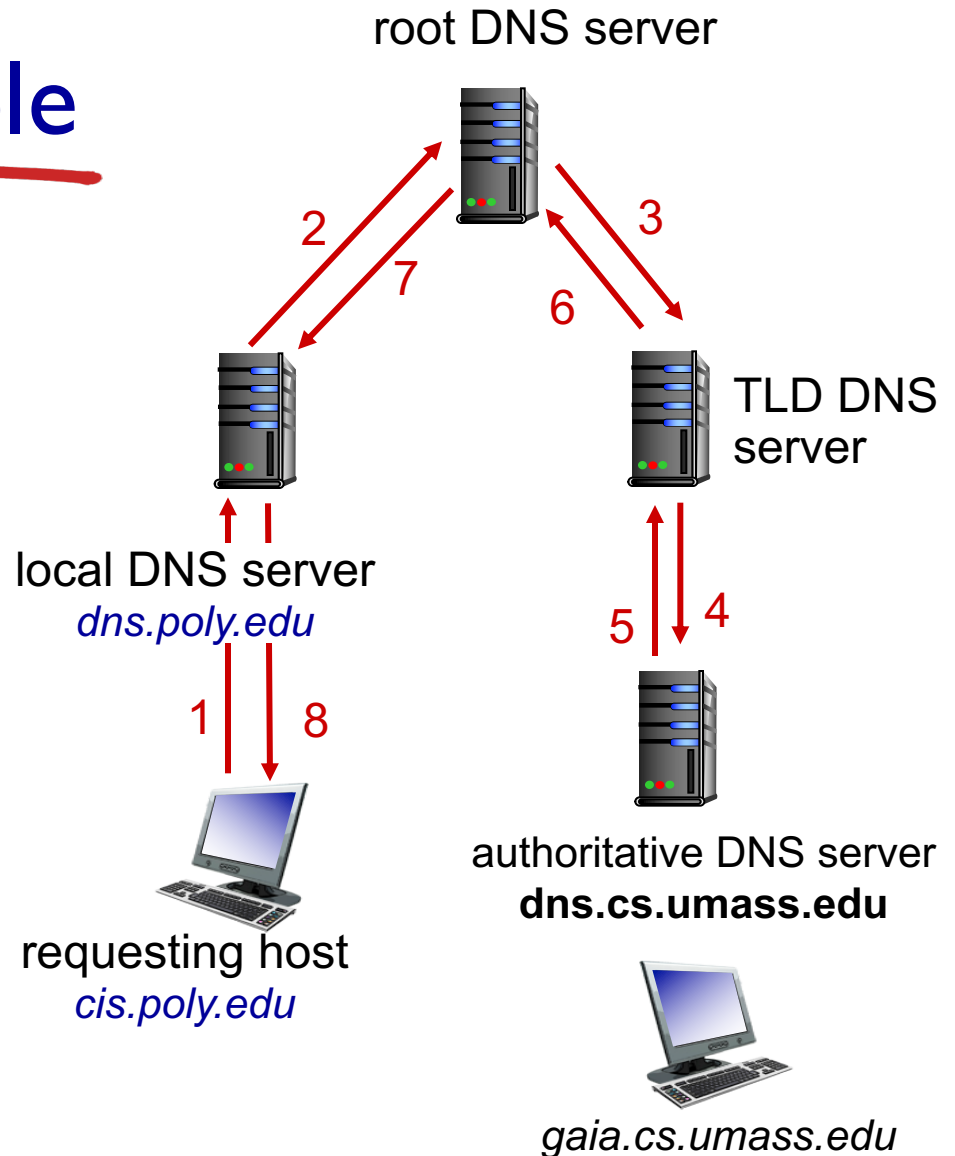 root DNS server
le
2
3
7
6
TLD DNS
server
local DNS server
dns.poly.edu
5
4
1
8
authoritative DNS server
dns.cs.umass.edu
requesting host
cis.poly.edu
gaia.cs.umass.edu